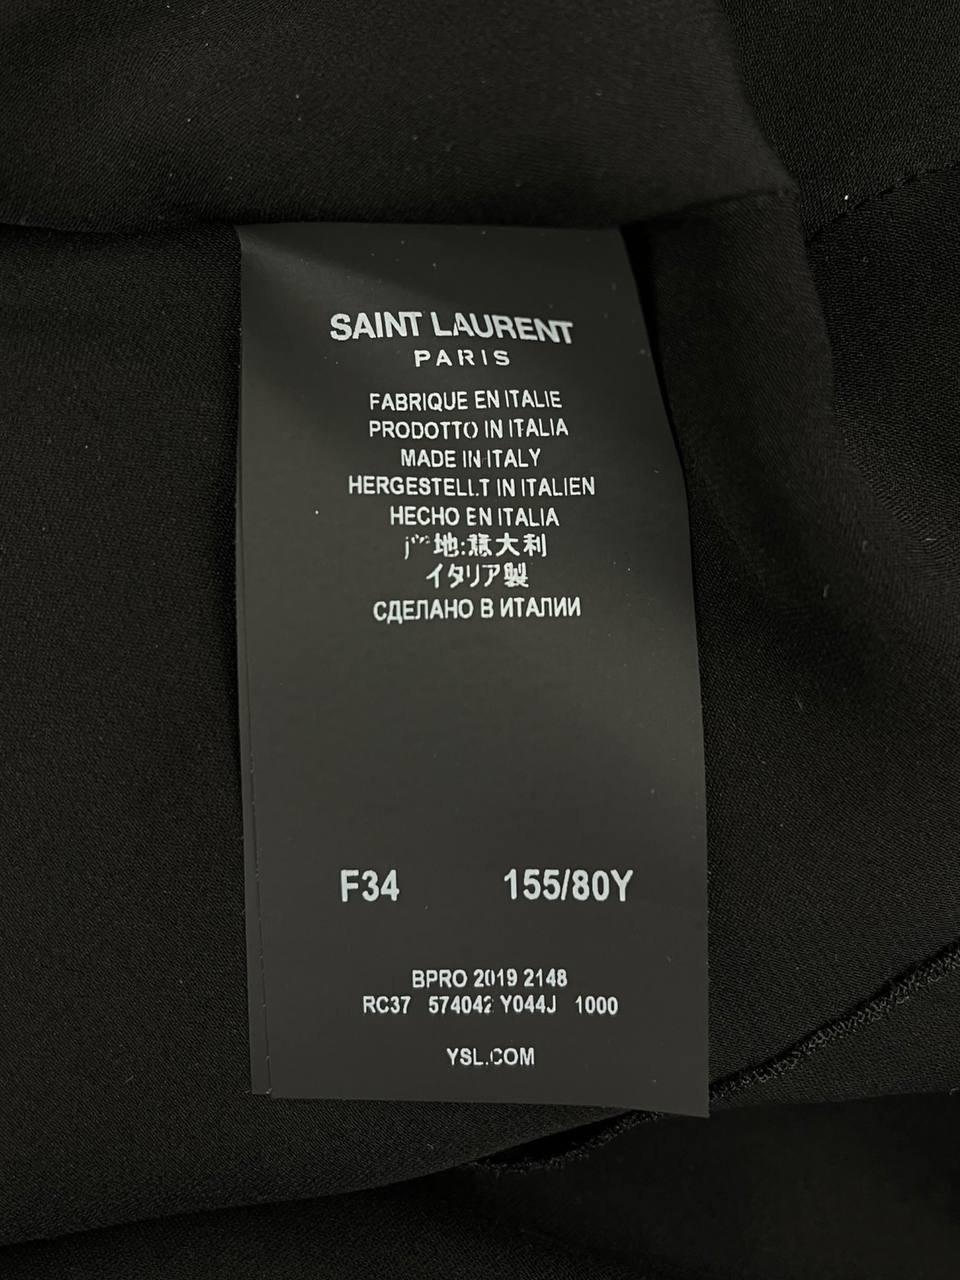 SAINT LAURENT
PARIS
FABRIQUE EN ITALIE
PRODOTTO IN ITALIA
MADE IN ITALY
HERGESTELLT IN ITALIEN
HECHO EN ITALIA
地:意大利
イタリア製
СДЕЛАНО В ИТАЛИИ
F34 155/80Y
BPRO 2019 2148
RC37 574042 Y044J 1000
YSL.COM